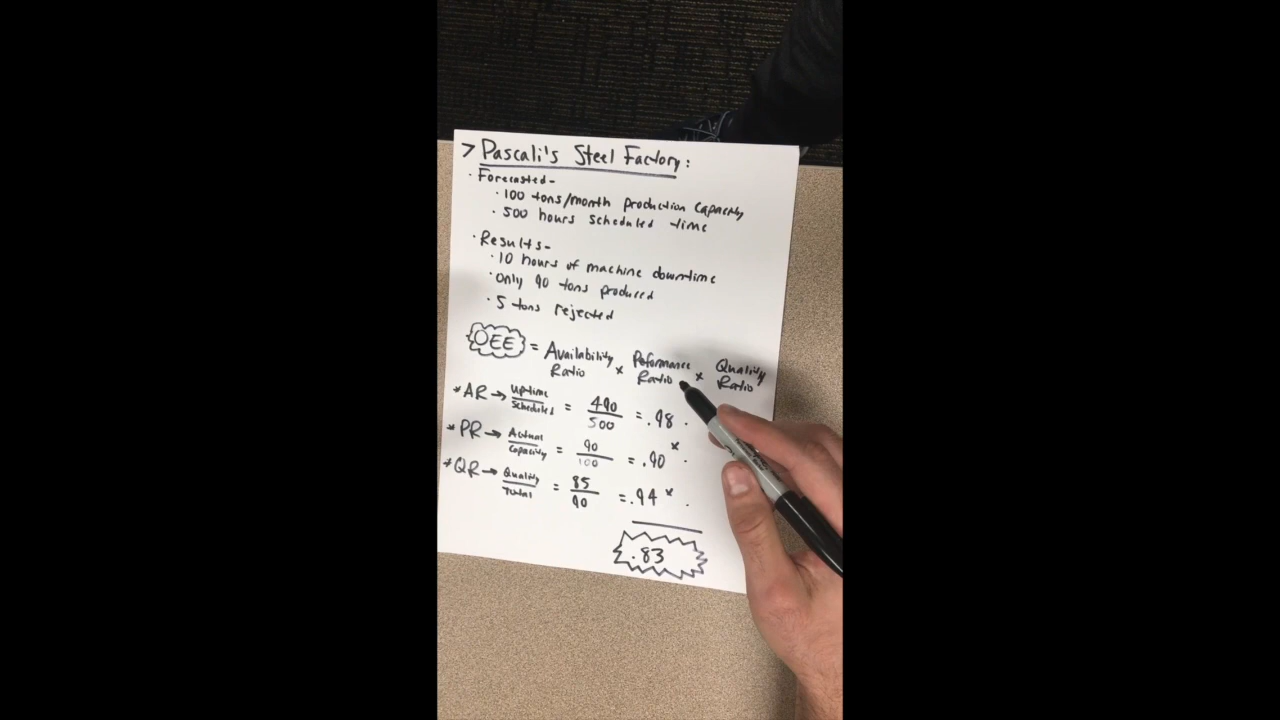 > Pascali's Steel Factory:
· Forecasted-
· 100 tons/month production capacity
· 500 hours scheduled time
· Results-
· 10 hours of machine downtime
· Only 90 tons produced
· 5 tons rejected
OEE = Availability Ratio x Peformance Ratio x Quality Ratio
* AR → Uptime/Scheduled = 490/500 = .98
* PR → Actual/Capacity = 90/100 = .90 x
* QR → Quality/Total = 85/90 = .94 x
.83